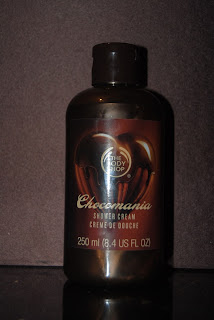 THE
BODY
SHOP
Chocomania
SHOWER CREAM
CRÈME DE DOUCHE
250 ml (8.4 US FL OZ)